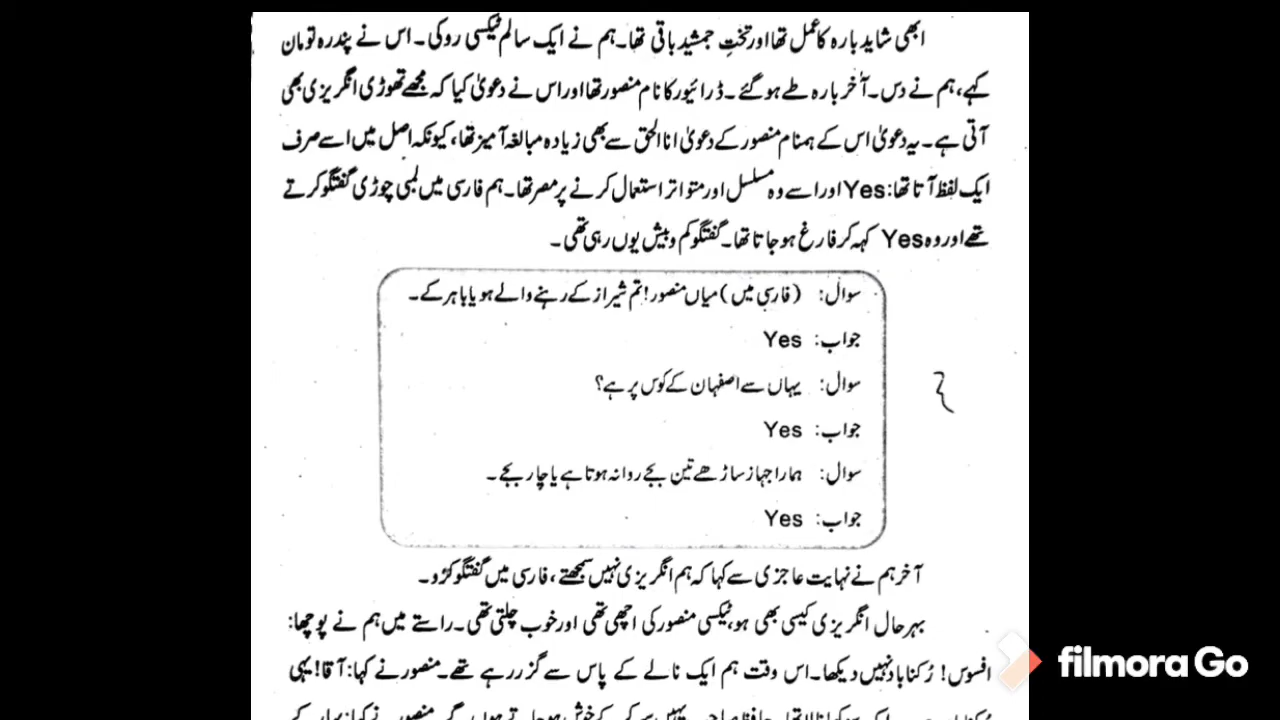 ابھی شاید بارہ کا عمل تھا اور تختِ جمشید باقی تھا۔ ہم نے ایک سالم ٹیکسی روکی۔ اس نے پندرہ تومان
کہے، ہم نے دس۔ آخر بارہ طے ہو گئے۔ ڈرائیور کا نام منصور تھا اور اس نے دعویٰ کیا کہ مجھے تھوڑی انگریزی بھی
آتی ہے۔ یہ دعویٰ اس کے ہمنام منصور کے دعویٰ انا الحق سے بھی زیادہ مبالغہ آمیز تھا، کیونکہ اصل میں اسے صرف
ایک لفظ آتا تھا: Yes اور اسے وہ مسلسل اور متواتر استعمال کرنے پر مصر تھا۔ ہم فارسی میں لمبی چوڑی گفتگو کرتے
تھے اور وہ Yes کہہ کر فارغ ہو جاتا تھا۔ گفتگو کم و بیش یوں رہی تھی۔
سوال: (فارسی میں) میاں منصور! تم شیراز کے رہنے والے ہو یا باہر کے۔
جواب: Yes
سوال: یہاں سے اصفہان کے کوس پر ہے؟
جواب: Yes
سوال: ہمارا جہاز ساڑھے تین بجے روانہ ہوتا ہے یا چار بجے۔
جواب: Yes
آخر ہم نے نہایت عاجزی سے کہا کہ ہم انگریزی نہیں سمجھتے، فارسی میں گفتگو کرو۔
بہر حال انگریزی کیسی بھی ہو، ٹیکسی منصور کی اچھی تھی اور خوب چلتی تھی۔ راستے میں ہم نے پوچھا:
افسوس! رُکنا باد نہیں دیکھا۔ اس وقت ہم ایک نالے کے پاس سے گزر رہے تھے۔ منصور نے کہا: آقا! یہی
filmora Go